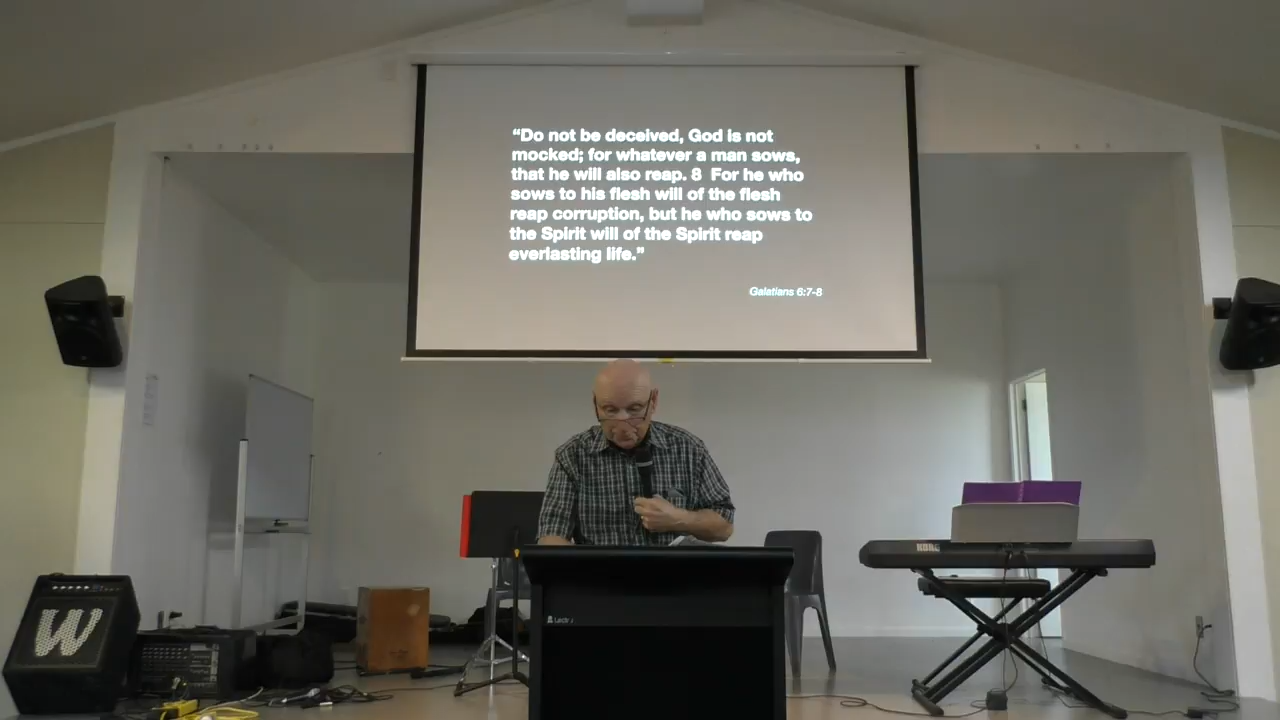 “Do not be deceived, God is not
mocked; for whatever a man sows,
that he will also reap. 8  For he who
sows to his flesh will of the flesh
reap corruption, but he who sows to
the Spirit will of the Spirit reap
everlasting life.”
Galatians 6:7-8
W
KORG